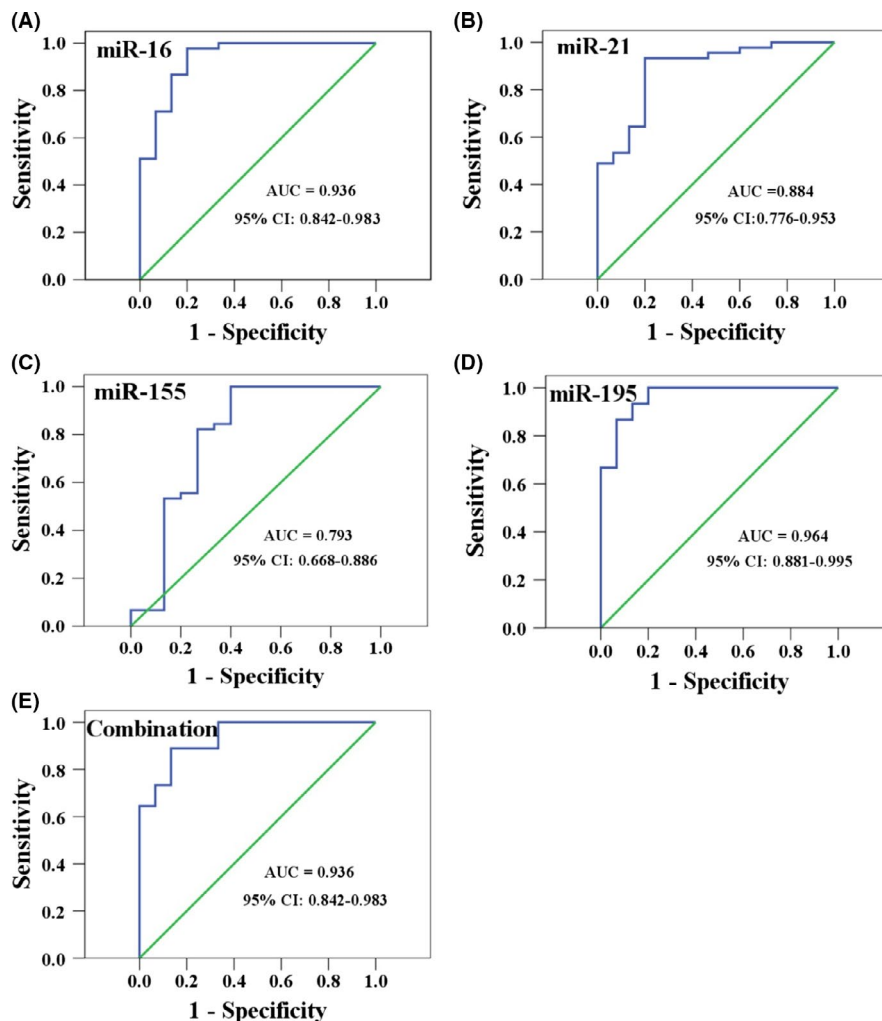 (A)
miR-16
1.0
0.8
0.6
0.4
0.2
0.0
Sensitivity
AUC = 0.936
95% CI: 0.842-0.983
0.0 0.2 0.4 0.6 0.8 1.0
1 - Specificity
(B)
miR-21
1.0
0.8
0.6
0.4
0.2
0.0
Sensitivity
AUC =0.884
95% CI:0.776-0.953
0.0 0.2 0.4 0.6 0.8 1.0
1 - Specificity
(C)
miR-155
1.0
0.8
0.6
0.4
0.2
0.0
Sensitivity
AUC = 0.793
95% CI: 0.668-0.886
0.0 0.2 0.4 0.6 0.8 1.0
1 - Specificity
(D)
miR-195
1.0
0.8
0.6
0.4
0.2
0.0
Sensitivity
AUC = 0.964
95% CI: 0.881-0.995
0.0 0.2 0.4 0.6 0.8 1.0
1 - Specificity
(E)
Combination
1.0
0.8
0.6
0.4
0.2
0.0
Sensitivity
AUC = 0.936
95% CI: 0.842-0.983
0.0 0.2 0.4 0.6 0.8 1.0
1 - Specificity